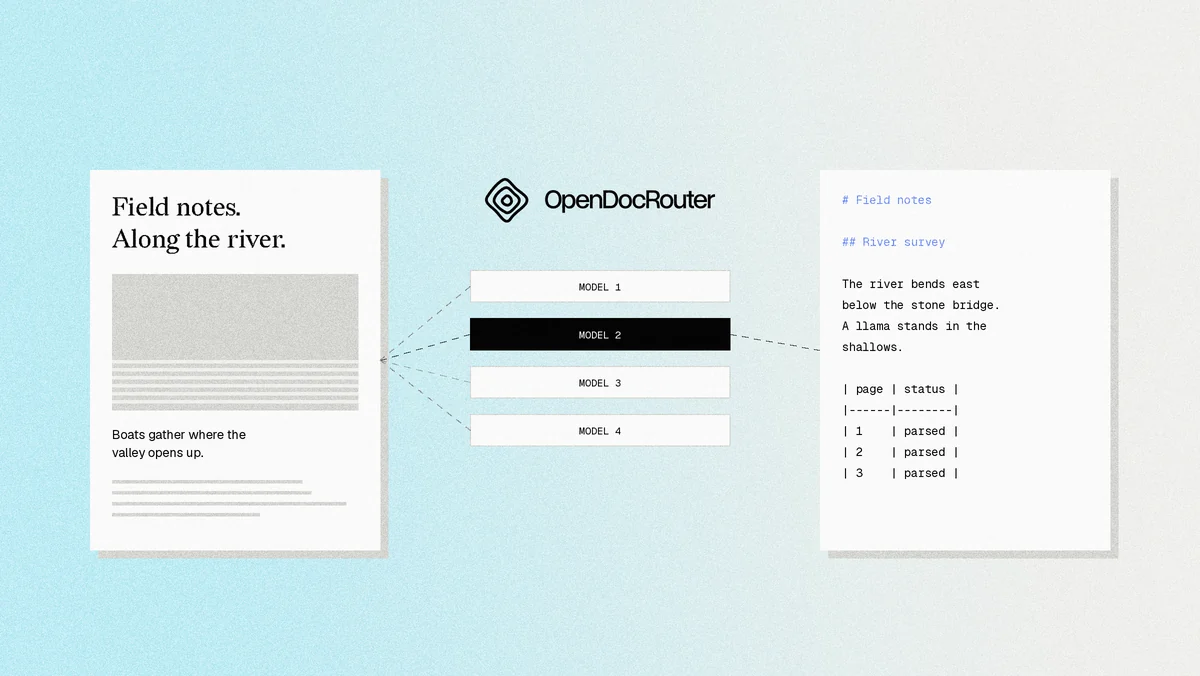 Field notes.
Along the river.
Boats gather where the
valley opens up.
OpenDocRouter
MODEL 1
MODEL 2
MODEL 3
MODEL 4
# Field notes
## River survey
The river bends east
below the stone bridge.
A llama stands in the
shallows.
| page | status |
|------|--------|
| 1    | parsed |
| 2    | parsed |
| 3    | parsed |